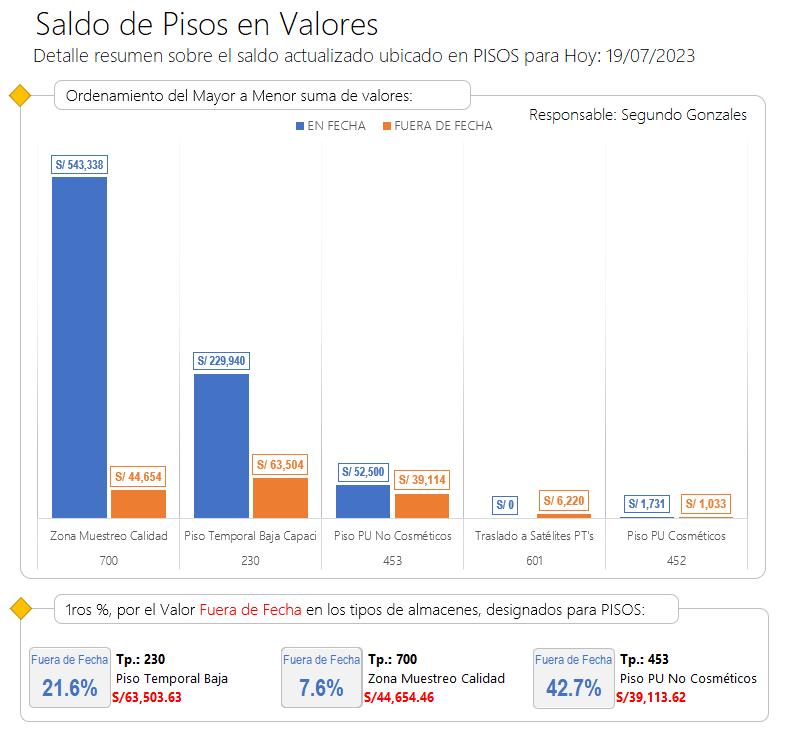 Saldo de Pisos en Valores
Detalle resumen sobre el saldo actualizado ubicado en PISOS para Hoy: 19/07/2023
Ordenamiento del Mayor a Menor suma de valores:
Responsable: Segundo Gonzales
EN FECHA FUERA DE FECHA
S/ 543,338
S/ 44,654
S/ 229,940
S/ 63,504
S/ 52,500
S/ 39,114
S/ 0
S/ 6,220
S/ 1,731
S/ 1,033
Zona Muestreo Calidad Piso Temporal Baja Capaci Piso PU No Cosméticos Traslado a Satélites PT's Piso PU Cosméticos
700 230 453 601 452
1ros %, por el Valor Fuera de Fecha en los tipos de almacenes, designados para PISOS:
Fuera de Fecha
21.6%
Tp.: 230
Piso Temporal Baja
S/63,503.63
Fuera de Fecha
7.6%
Tp.: 700
Zona Muestreo Calidad
S/44,654.46
Fuera de Fecha
42.7%
Tp.: 453
Piso PU No Cosméticos
S/39,113.62